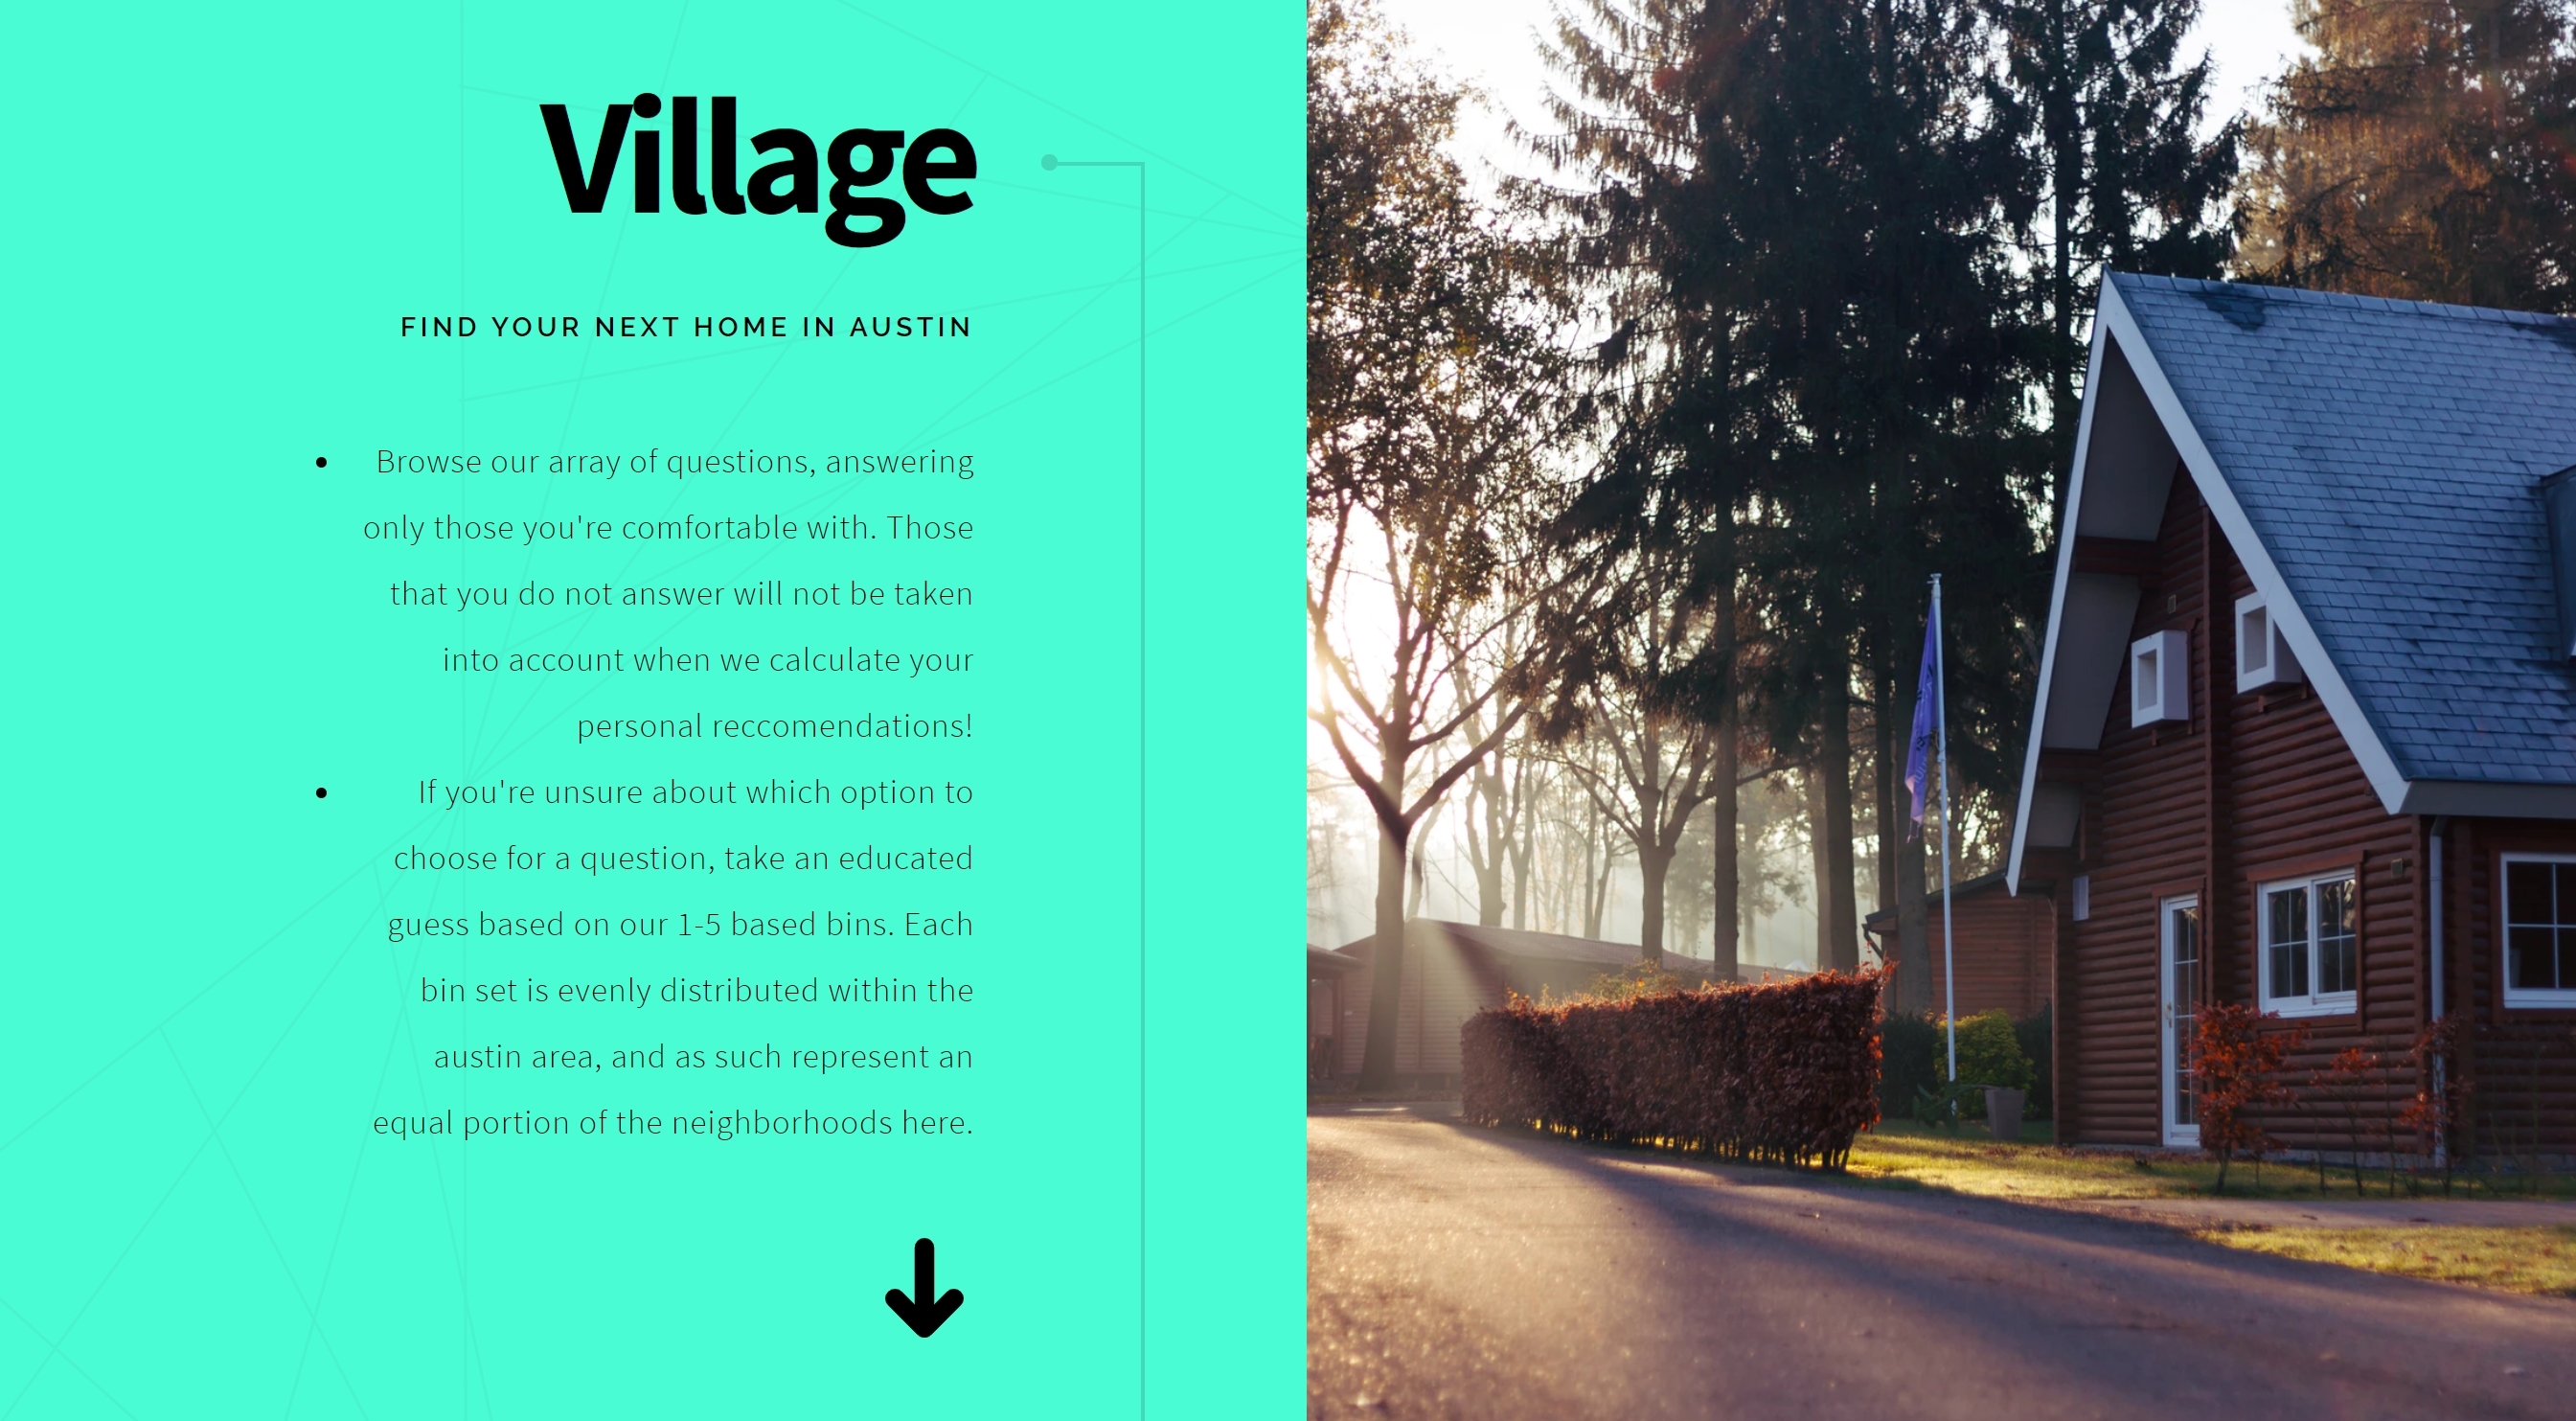 Village
FIND YOUR NEXT HOME IN AUSTIN
• Browse our array of questions, answering
only those you're comfortable with. Those
that you do not answer will not be taken
into account when we calculate your
personal reccomendations!
• If you're unsure about which option to
choose for a question, take an educated
guess based on our 1-5 based bins. Each
bin set is evenly distributed within the
austin area, and as such represent an
equal portion of the neighborhoods here.